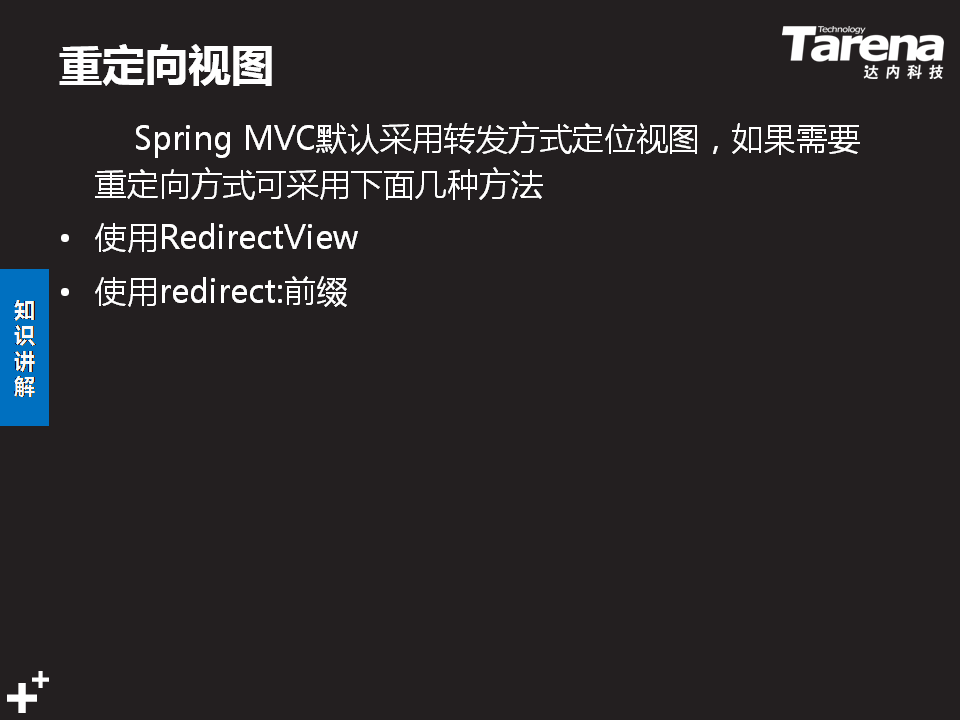 重定向视图
Technology
Tarena
达内科技
Spring MVC默认采用转发方式定位视图，如果需要
重定向方式可采用下面几种方法
• 使用RedirectView
• 使用redirect:前缀
知
识
讲
解